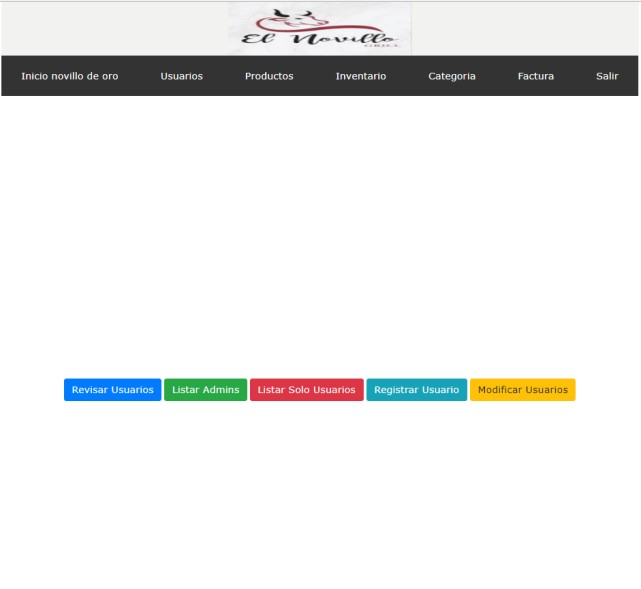 El Novillo
GRILL
Inicio novillo de oro Usuarios Productos Inventario Categoria Factura Salir
Revisar Usuarios Listar Admins Listar Solo Usuarios Registrar Usuario Modificar Usuarios